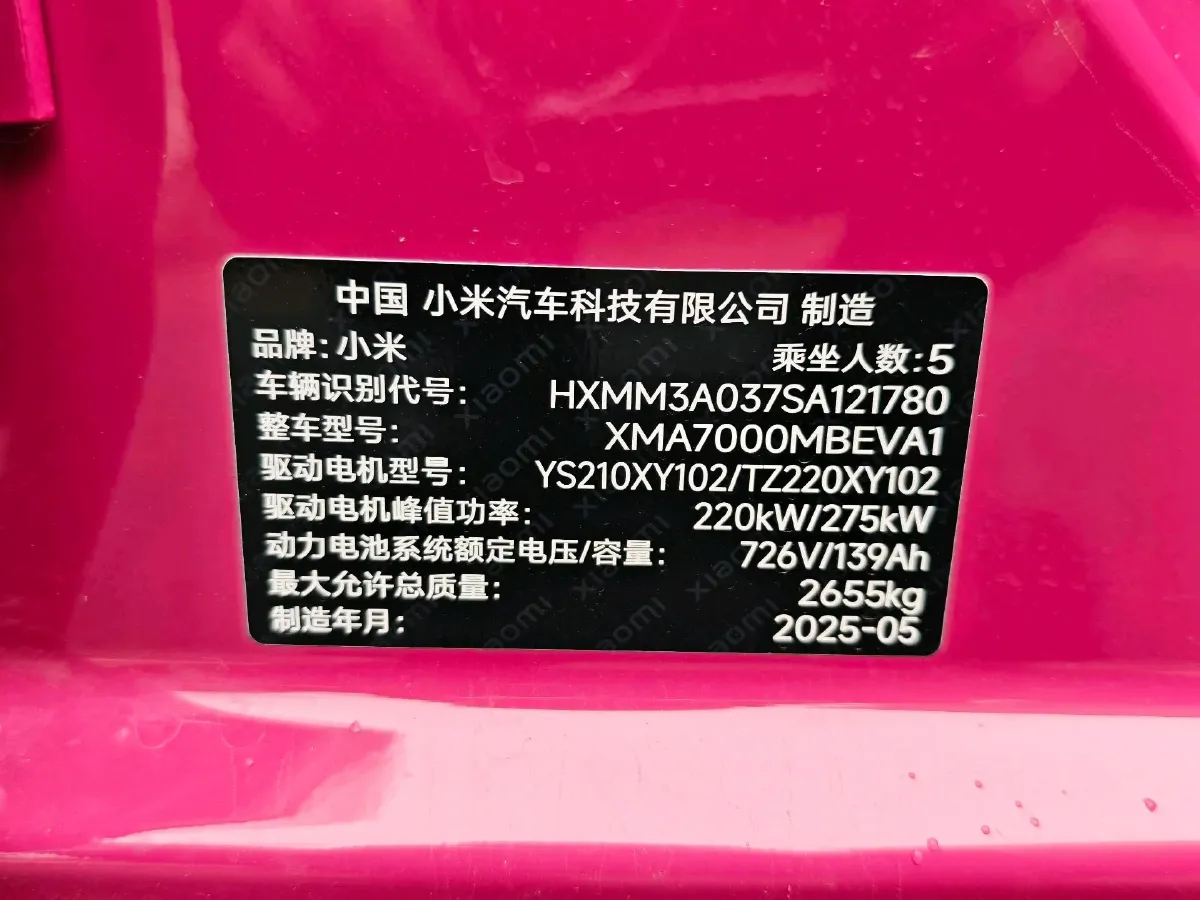 中国 小米汽车科技有限公司 制造
品牌：小米 乘坐人数：5
车辆识别代号： HXMM3A037SA121780
整车型号： XMA7000MBEVA1
驱动电机型号： YS210XY102/TZ220XY102
驱动电机峰值功率： 220kW/275kW
动力电池系统额定电压/容量： 726V/139Ah
最大允许总质量： 2655kg
制造年月： 2025-05